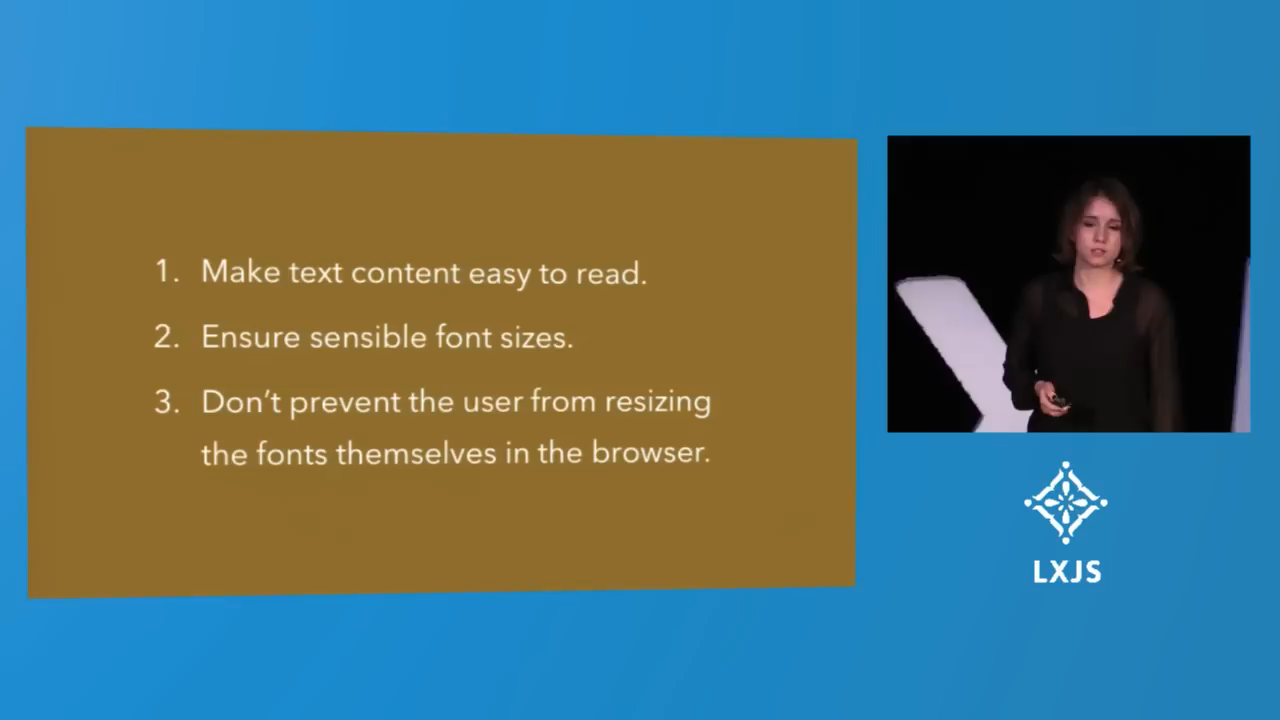 1. Make text content easy to read.
2. Ensure sensible font sizes.
3. Don't prevent the user from resizing
the fonts themselves in the browser.
LXJS